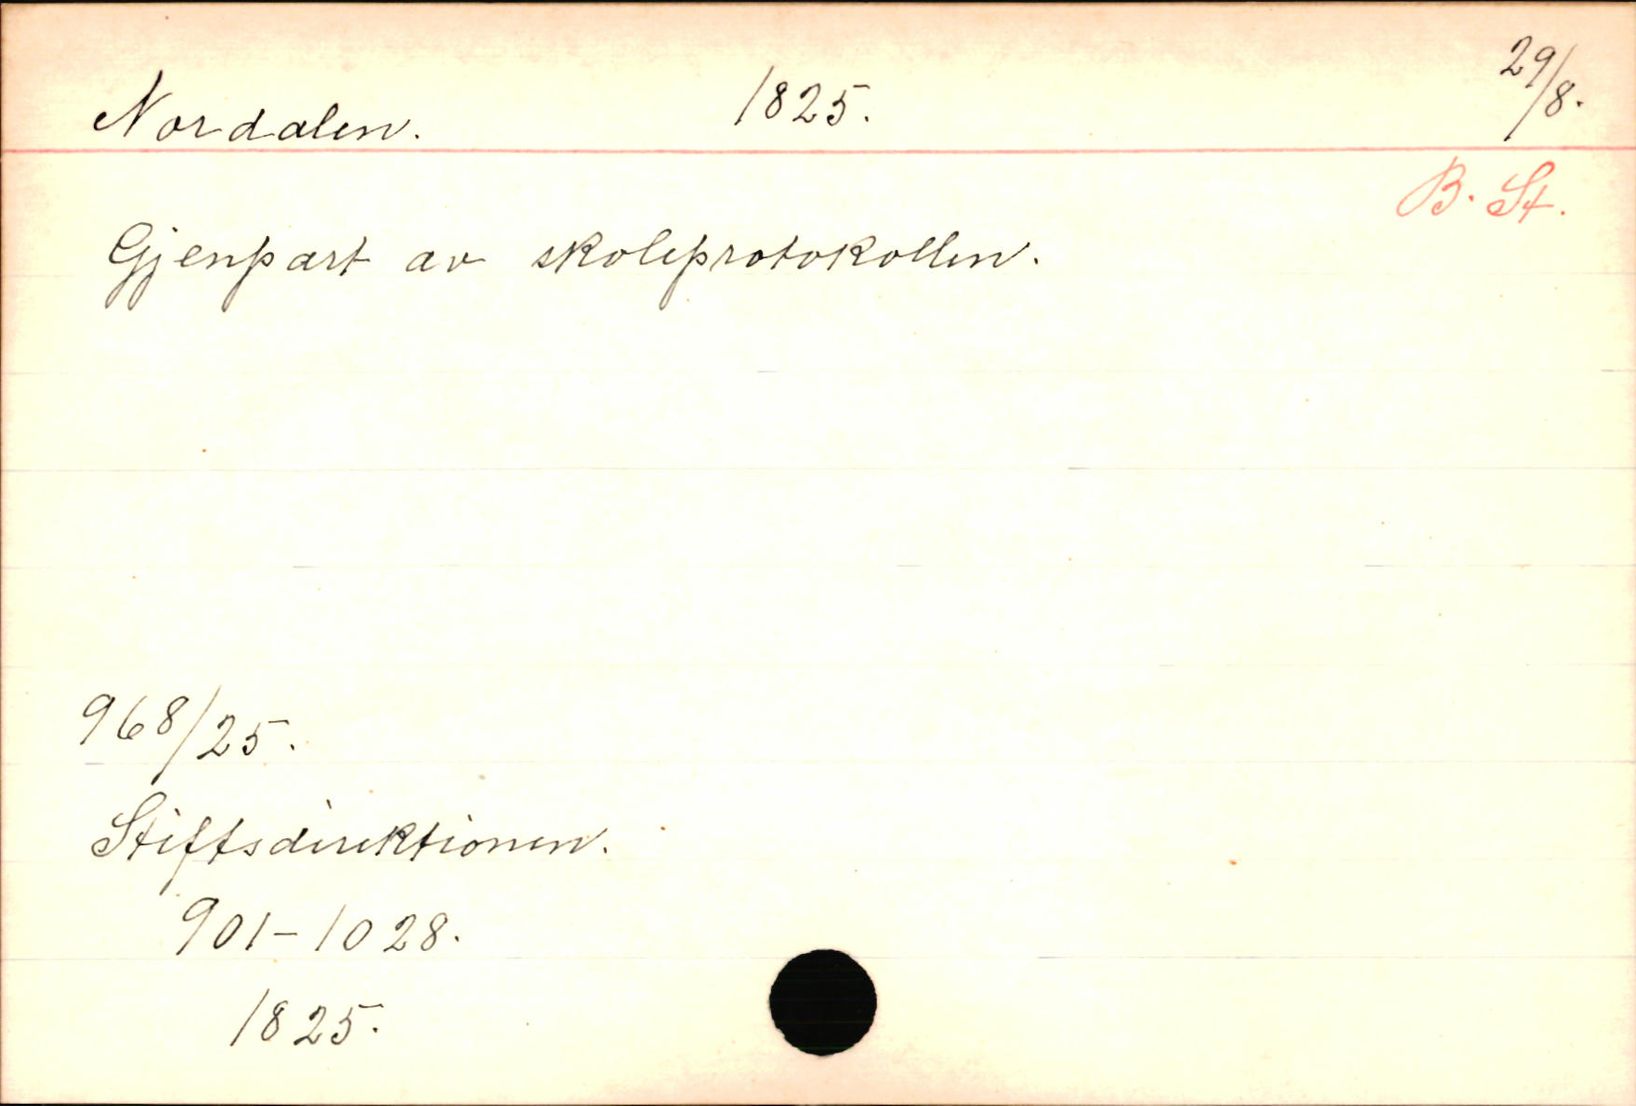 Nordalen. 1825. 29/8.
B. St.
Gjenpart av skoleprotokollen.
968/25.
Stiftsdirektionen.
901-1028.
1825.